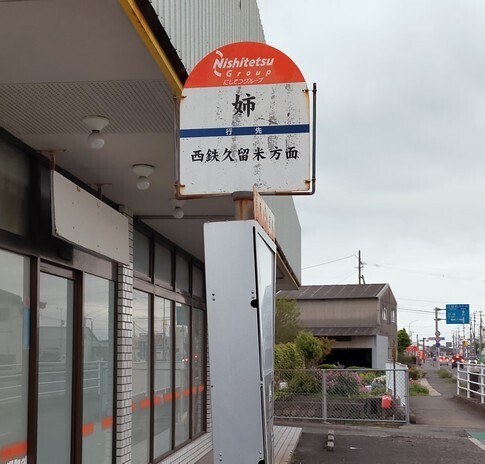 Nishitetsu
Group
にしてつグループ
姉
行先
西鉄久留米方面